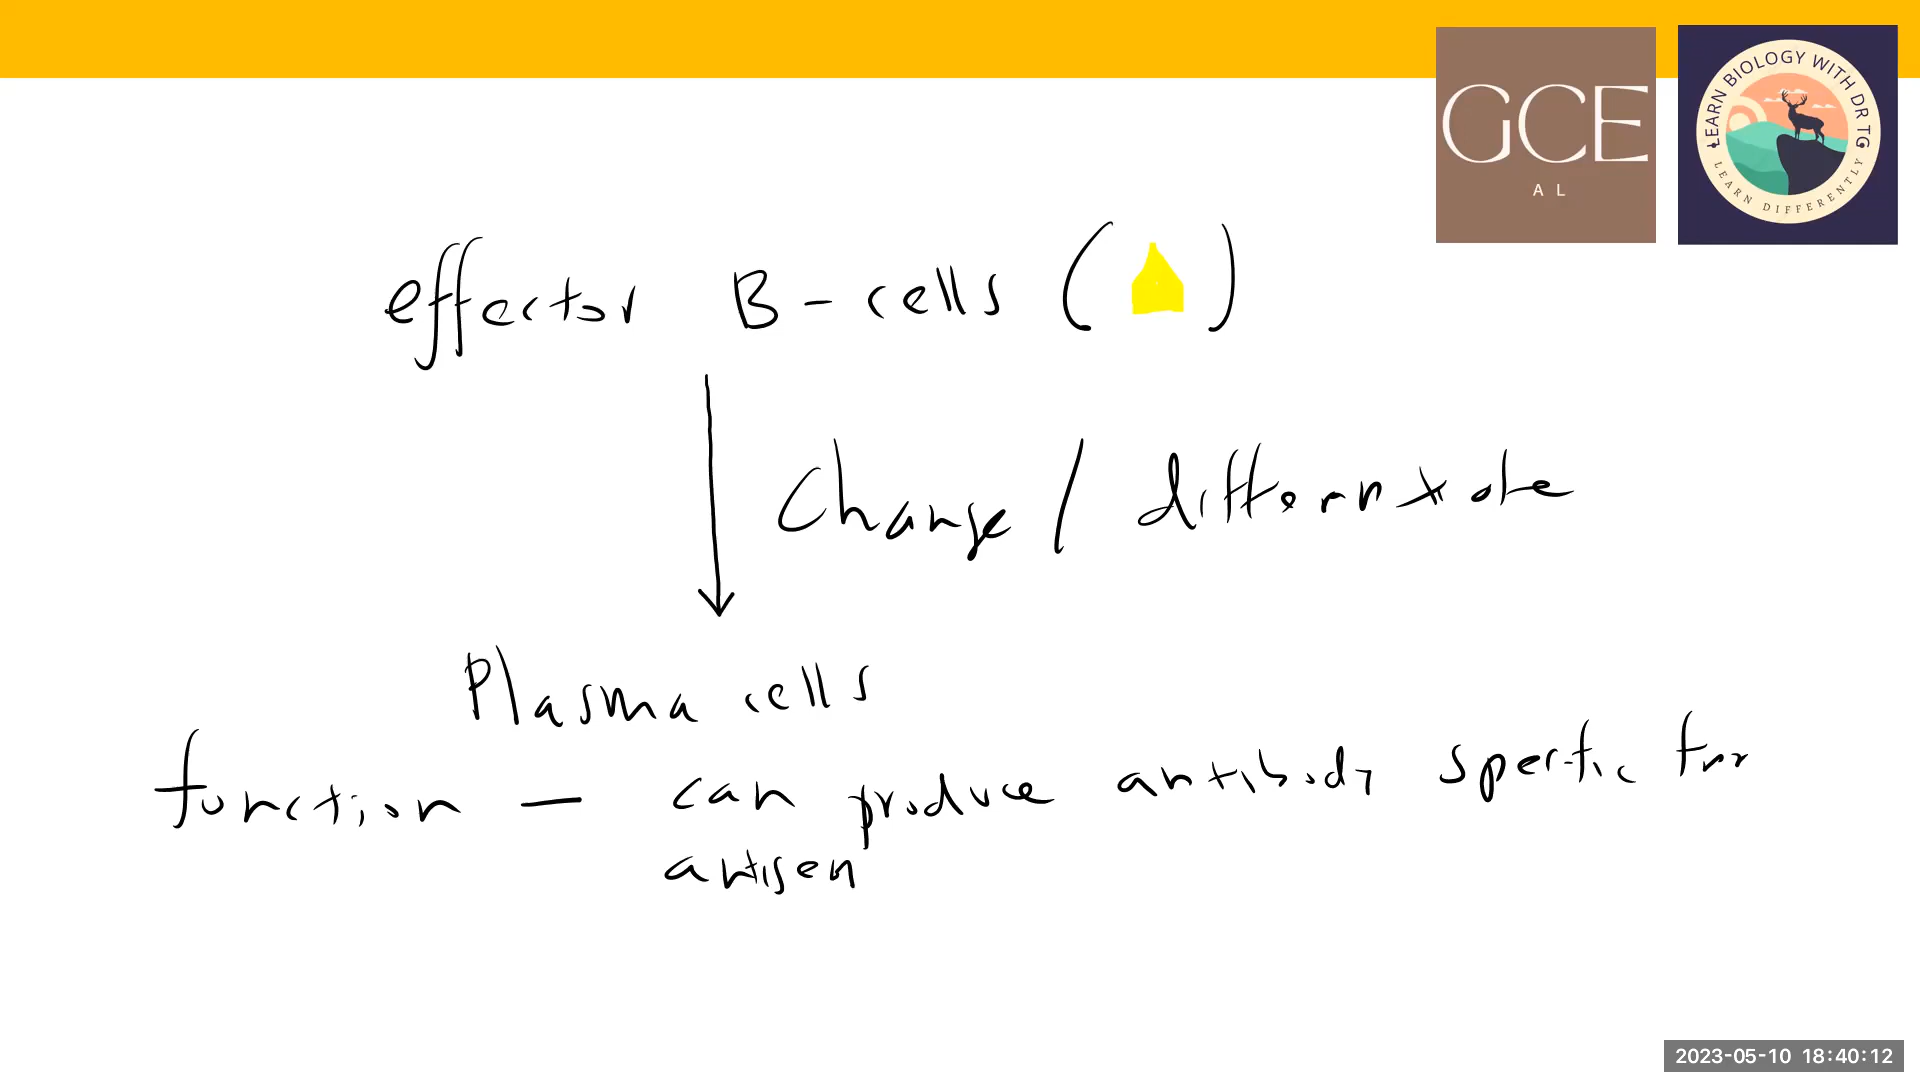 GCE
AL
LEARN BIOLOGY WITH DR TG
LEARN DIFFERENTLY
effector B-cells ( )
Change / differentiate
Plasma cells
function — can produce antibody specific for
antigen
2023-05-10 18:40:12